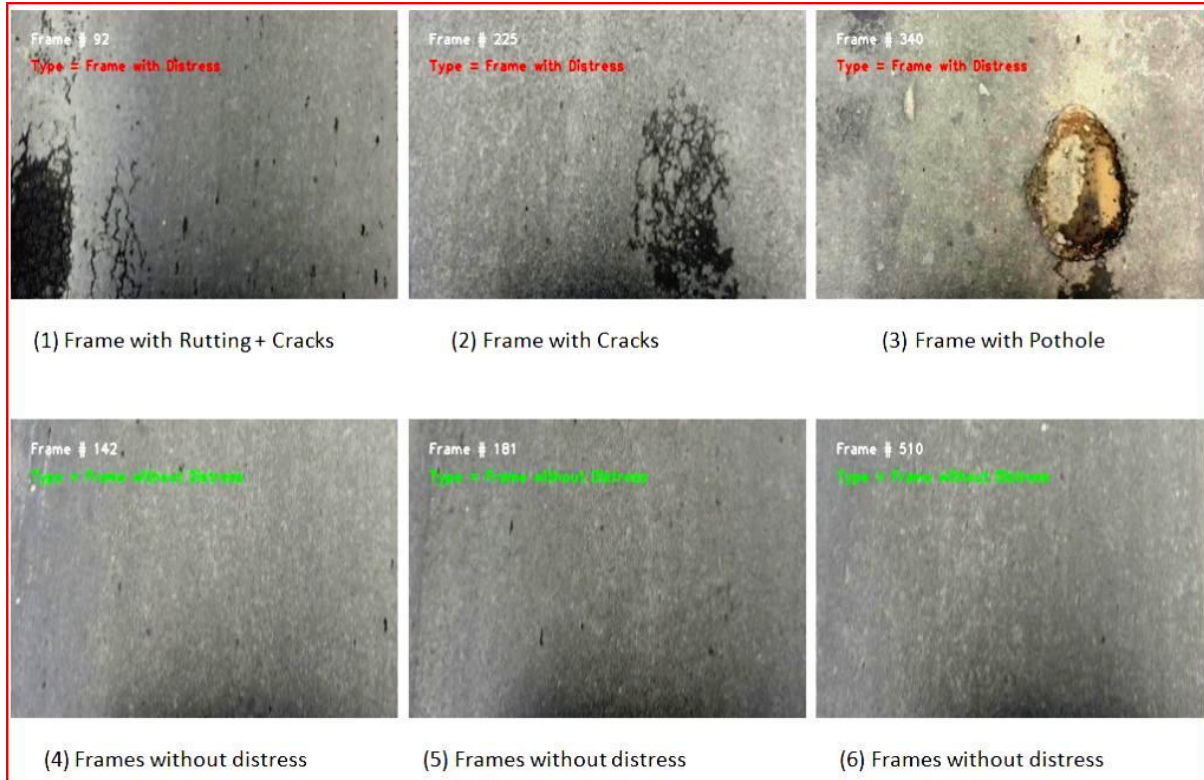 Frame # 92
Type = Frame with Distress
Frame # 225
Type = Frame with Distress
Frame # 340
Type = Frame with Distress
(1) Frame with Rutting + Cracks
(2) Frame with Cracks
(3) Frame with Pothole
Frame # 142
Type = Frame without Distress
Frame # 181
Type = Frame without Distress
Frame # 510
Type = Frame without Distress
(4) Frames without distress
(5) Frames without distress
(6) Frames without distress